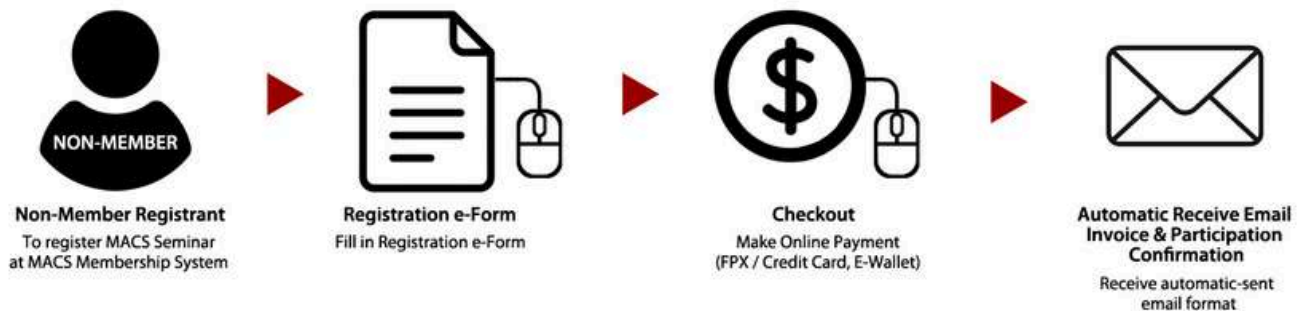 NON-MEMBER
Non-Member Registrant
To register MACS Seminar
at MACS Membership System
Registration e-Form
Fill in Registration e-Form
$
Checkout
Make Online Payment
(FPX / Credit Card, E-Wallet)
Automatic Receive Email
Invoice & Participation
Confirmation
Receive automatic-sent
email format